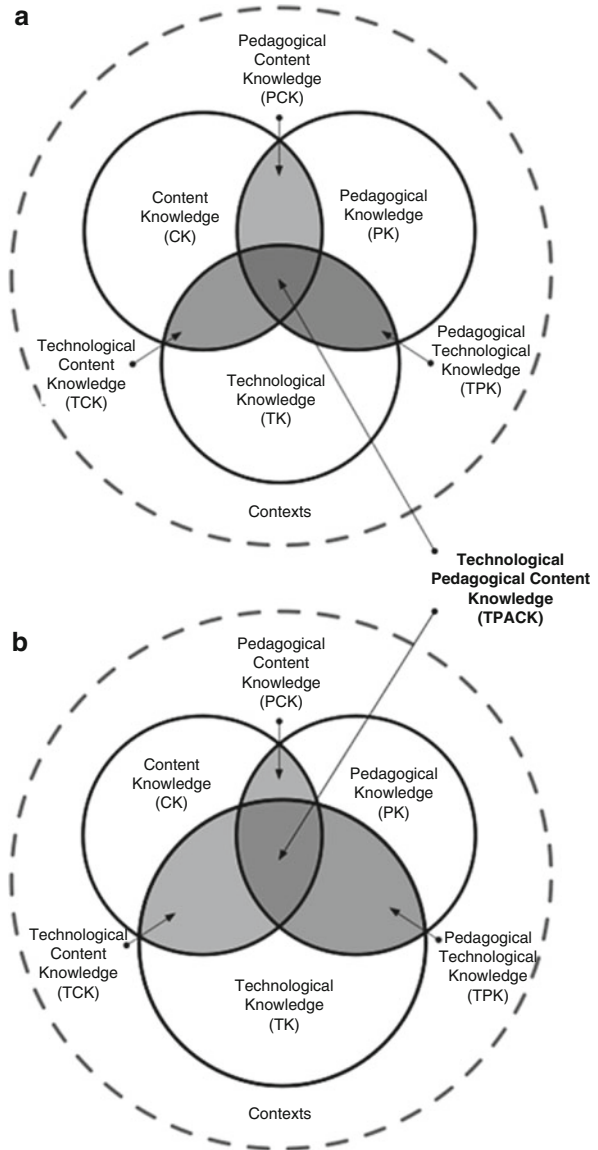 a
Pedagogical
Content
Knowledge
(PCK)
Content
Knowledge
(CK)
Pedagogical
Knowledge
(PK)
Technological
Content
Knowledge
(TCK)
Technological
Knowledge
(TK)
Pedagogical
Technological
Knowledge
(TPK)
Contexts
Technological
Pedagogical Content
Knowledge
(TPACK)
b
Pedagogical
Content
Knowledge
(PCK)
Content
Knowledge
(CK)
Pedagogical
Knowledge
(PK)
Technological
Content
Knowledge
(TCK)
Technological
Knowledge
(TK)
Pedagogical
Technological
Knowledge
(TPK)
Contexts